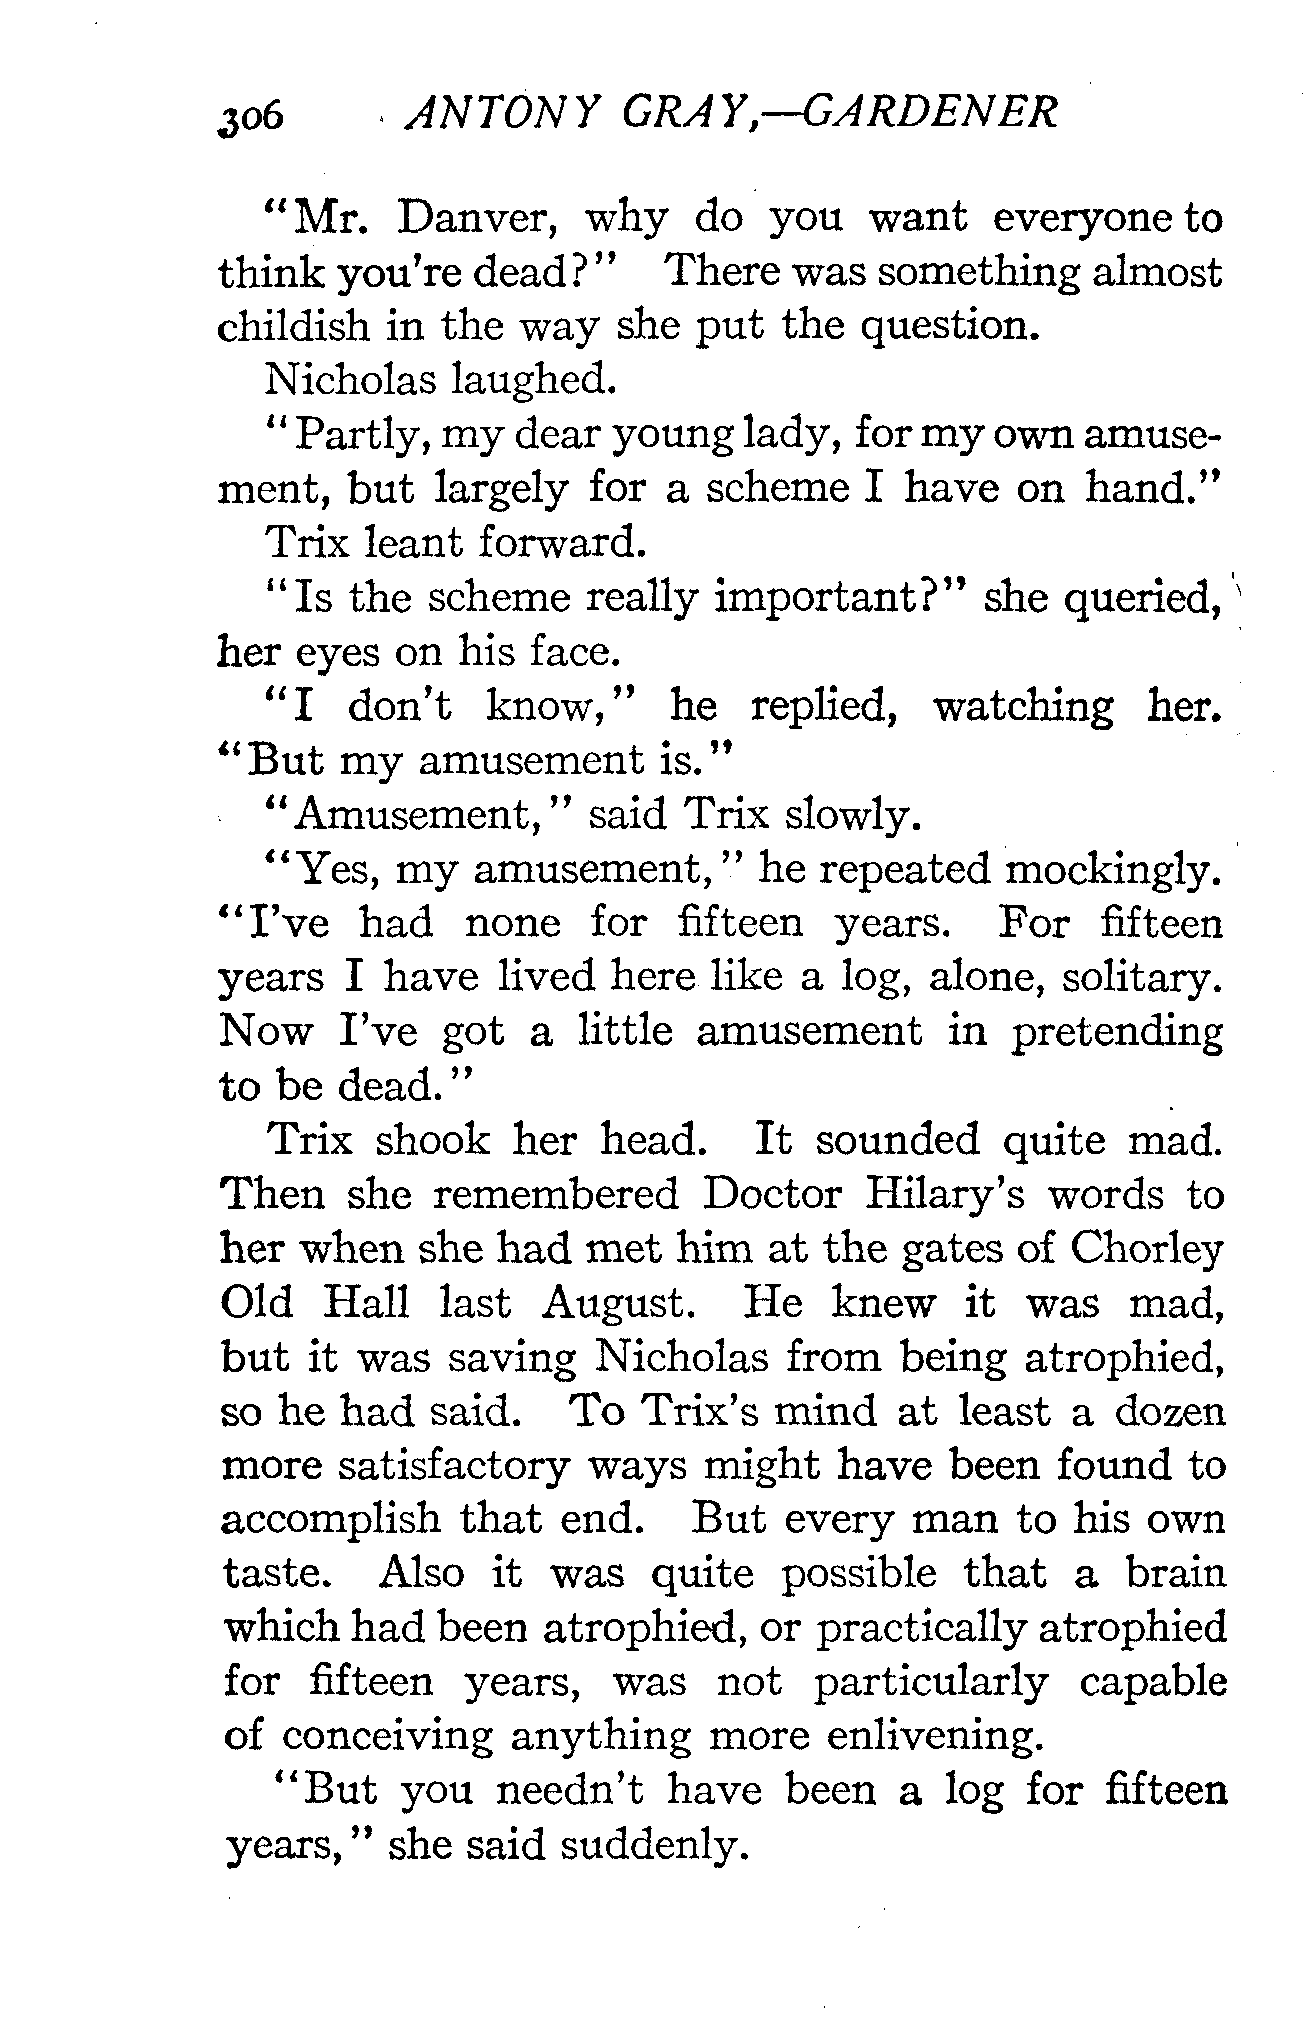 306 ANTONY GRAY,—GARDENER
"Mr. Danver, why do you want everyone to
think you're dead?" There was something almost
childish in the way she put the question.
Nicholas laughed.
"Partly, my dear young lady, for my own amuse-
ment, but largely for a scheme I have on hand."
Trix leant forward.
"Is the scheme really important?" she queried,
her eyes on his face.
"I don't know," he replied, watching her.
"But my amusement is."
"Amusement," said Trix slowly.
"Yes, my amusement," he repeated mockingly.
"I've had none for fifteen years. For fifteen
years I have lived here like a log, alone, solitary.
Now I've got a little amusement in pretending
to be dead."
Trix shook her head. It sounded quite mad.
Then she remembered Doctor Hilary's words to
her when she had met him at the gates of Chorley
Old Hall last August. He knew it was mad,
but it was saving Nicholas from being atrophied,
so he had said. To Trix's mind at least a dozen
more satisfactory ways might have been found to
accomplish that end. But every man to his own
taste. Also it was quite possible that a brain
which had been atrophied, or practically atrophied
for fifteen years, was not particularly capable
of conceiving anything more enlivening.
"But you needn't have been a log for fifteen
years," she said suddenly.